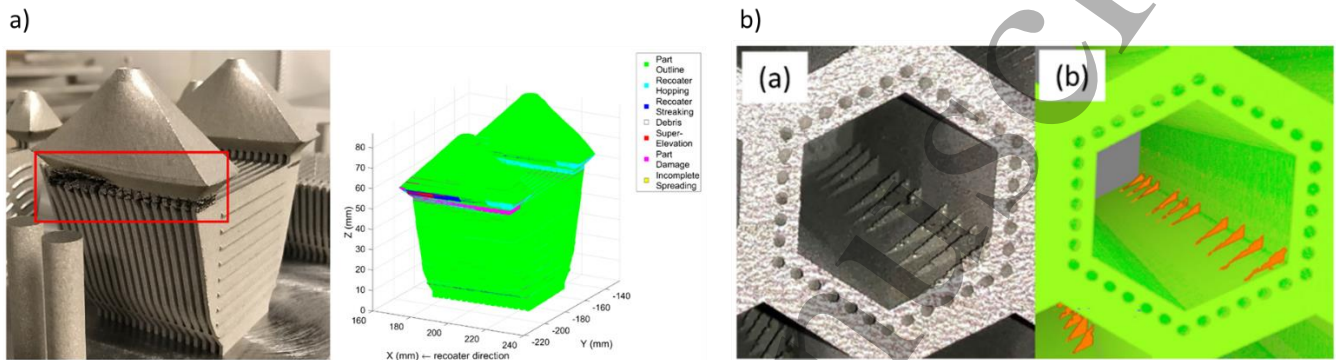 a)
b)
Part
Outline
Recoater
Hopping
Recoater
Streaking
Debris
Super-
Elevation
Part
Damage
Incomplete
Spreading
80
70
60
50
40
30
20
10
0
Z (mm)
160
180
200
220
240
X (mm) ← recoater direction
-220
-200
-180
-160
-140
Y (mm)
(a)
(b)